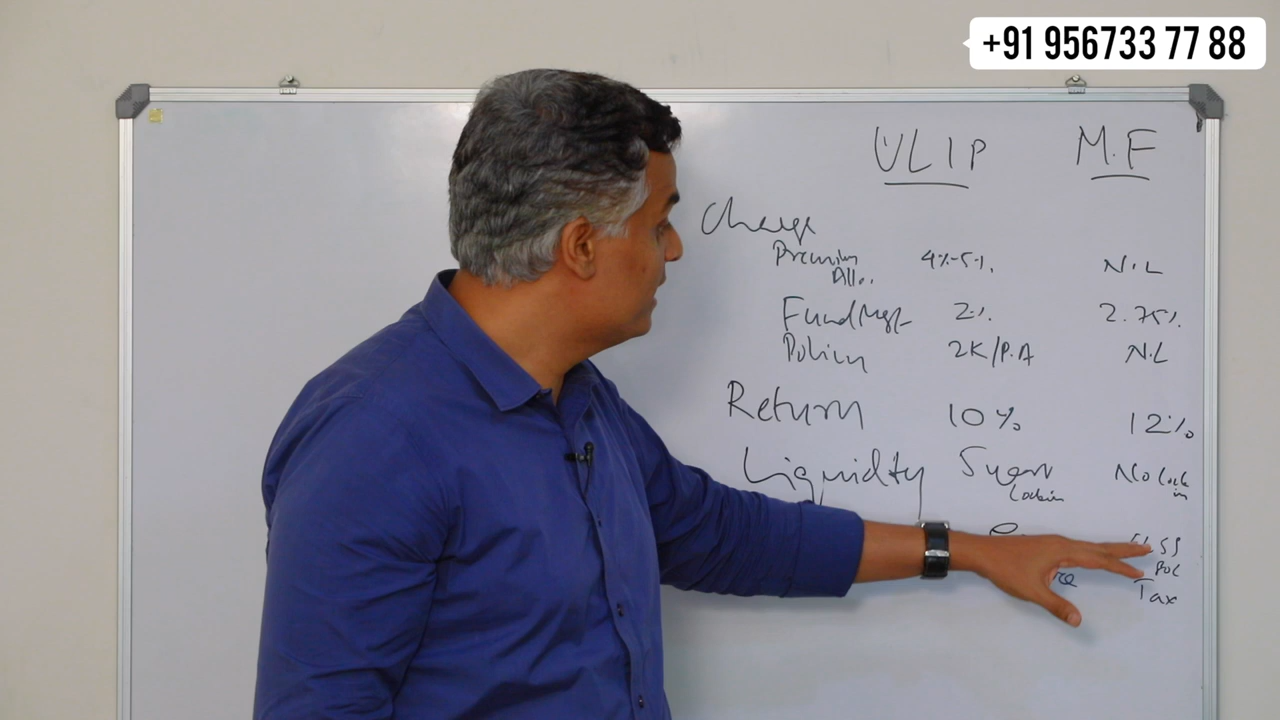 +91 956733 77 88
ULIP M.F
Charge
Premium 4%-5%. NIL
Allo..
Fund Mgt 2%. 2.75%.
Policy 2K/P.A NIL
Return 10% 12%
Liquidity 5 year No Lock
Lockin in
ELSS
Tax